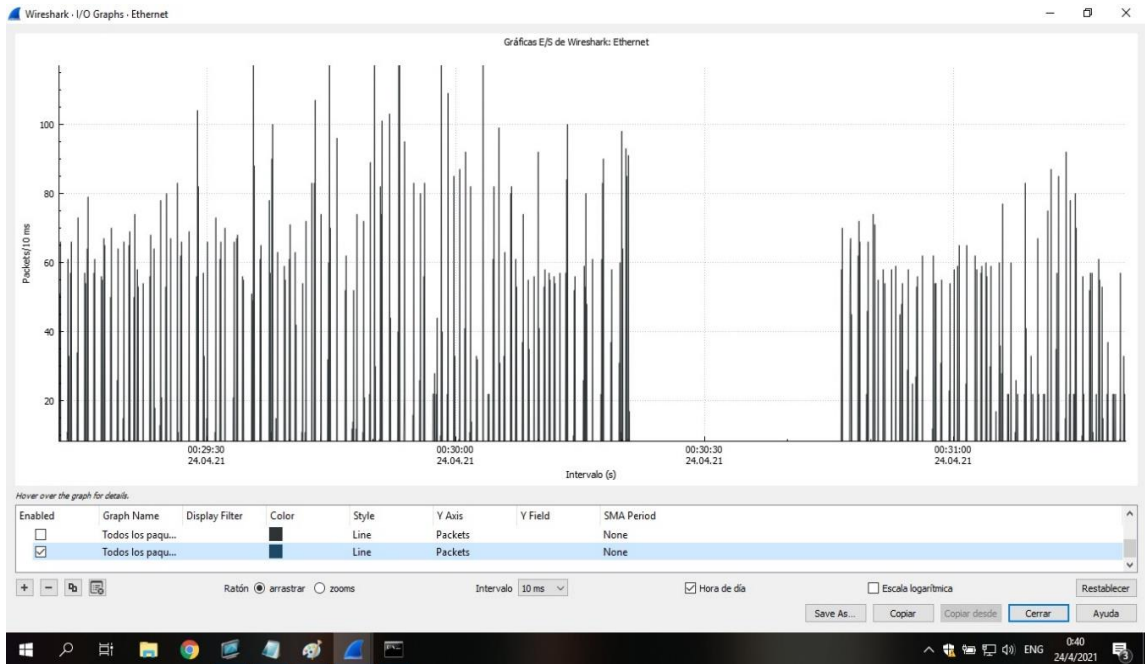 Wireshark · I/O Graphs · Ethernet
Gráficas E/S de Wireshark: Ethernet
Packets/10 ms
100
80
60
40
20
00:29:30
24.04.21
00:30:00
24.04.21
00:30:30
24.04.21
00:31:00
24.04.21
Intervalo (s)
Hover over the graph for details.
Enabled Graph Name Display Filter Color Style Y Axis Y Field SMA Period
Todos los paqu... Line Packets None
Todos los paqu... Line Packets None
Ratón arrastrar zooms Intervalo 10 ms Hora de día Escala logarítmica Restablecer
Save As... Copiar Copiar desde Cerrar Ayuda
ENG
0:40
24/4/2021
3